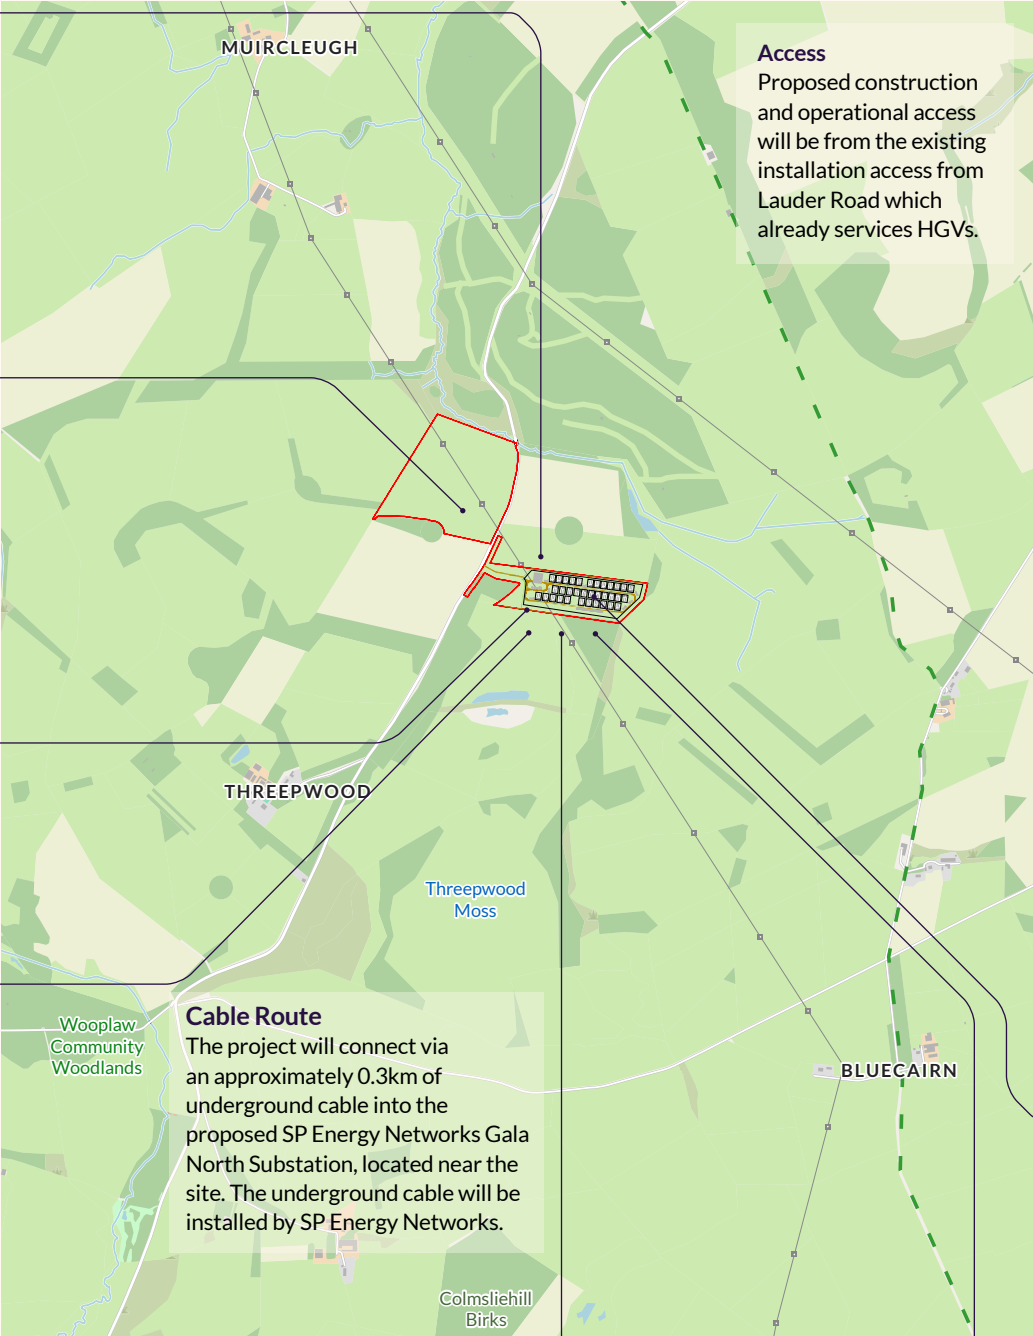 MUIRCLEUGH
Access
Proposed construction
and operational access
will be from the existing
installation access from
Lauder Road which
already services HGVs.
THREEPWOOD
Threepwood
Moss
Cable Route
The project will connect via
an approximately 0.3km of
underground cable into the
proposed SP Energy Networks Gala
North Substation, located near the
site. The underground cable will be
installed by SP Energy Networks.
Wooplaw
Community
Woodlands
BLUECAIRN
Colmsliehill
Birks